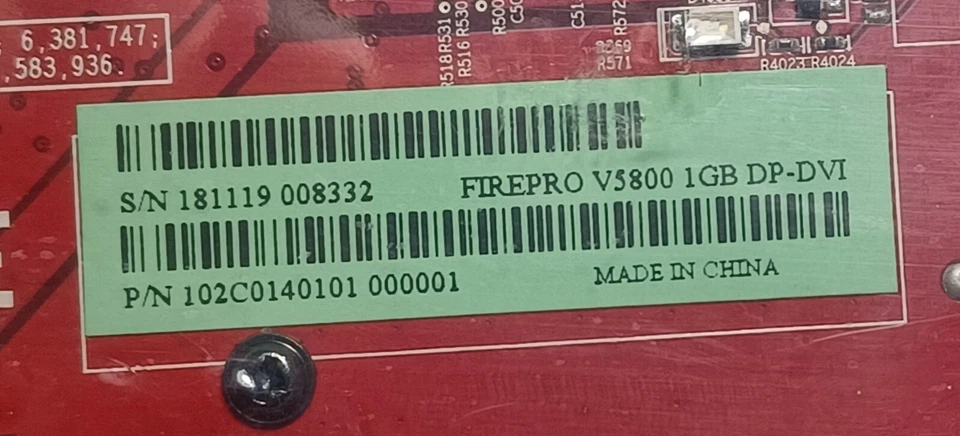 6,381,747;
,583,936.
R518R531
R516 R530
R500
C50
C51
R572
R569
R571
R4023 R4024
S/N 181119 008332
FIREPRO V5800 1GB DP-DVI
P/N 102C0140101 000001
MADE IN CHINA